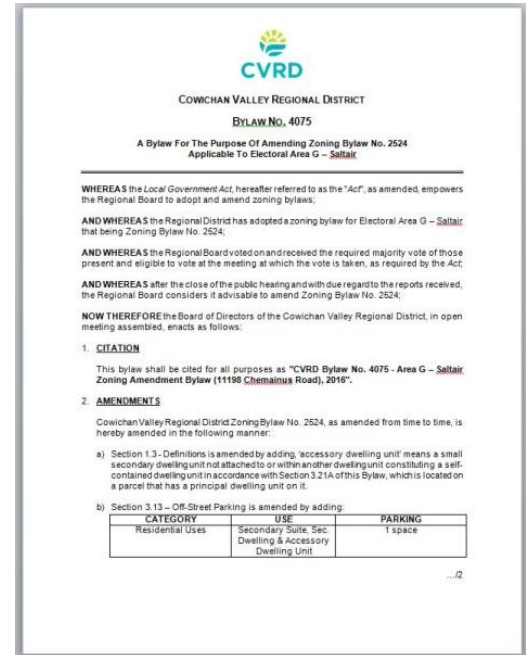 CVRD
COWICHAN VALLEY REGIONAL DISTRICT
BYLAW NO. 4075
A Bylaw For The Purpose Of Amending Zoning Bylaw No. 2524
Applicable To Electoral Area G – Saltair
WHEREAS the Local Government Act, hereafter referred to as the "Act", as amended, empowers
the Regional Board to adopt and amend zoning bylaws;
AND WHEREAS the Regional District has adopted a zoning bylaw for Electoral Area G – Saltair
that being Zoning Bylaw No. 2524;
AND WHEREAS the Regional Board voted on and received the required majority vote of those
present and eligible to vote at the meeting at which the vote is taken, as required by the Act;
AND WHEREAS after the close of the public hearing and with due regard to the reports received,
the Regional Board considers it advisable to amend Zoning Bylaw No. 2524;
NOW THEREFORE the Board of Directors of the Cowichan Valley Regional District, in open
meeting assembled, enacts as follows:
1. CITATION
This bylaw shall be cited for all purposes as "CVRD Bylaw No. 4075 - Area G – Saltair
Zoning Amendment Bylaw (11198 Chemainus Road), 2016".
2. AMENDMENTS
Cowichan Valley Regional District Zoning Bylaw No. 2524, as amended from time to time, is
hereby amended in the following manner:
a) Section 1.3 - Definitions is amended by adding, 'accessory dwelling unit' means a small
secondary dwelling unit not attached to or within another dwelling unit constituting a self-
contained dwelling unit in accordance with Section 3.21A of this Bylaw, which is located on
a parcel that has a principal dwelling unit on it.
b) Section 3.13 – Off-Street Parking is amended by adding:
CATEGORY USE PARKING
Residential Uses Secondary Suite, Sec. 1 space
Dwelling & Accessory
Dwelling Unit
.../2